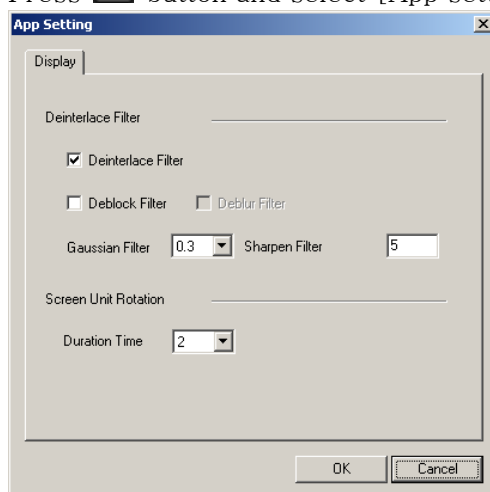 Press button and select [App
App Setting
Display
Deinterlace Filter
Deinterlace Filter
Deblock Filter Deblur Filter
Gaussian Filter 0.3 Sharpen Filter 5
Screen Unit Rotation
Duration Time 2
OK Cancel